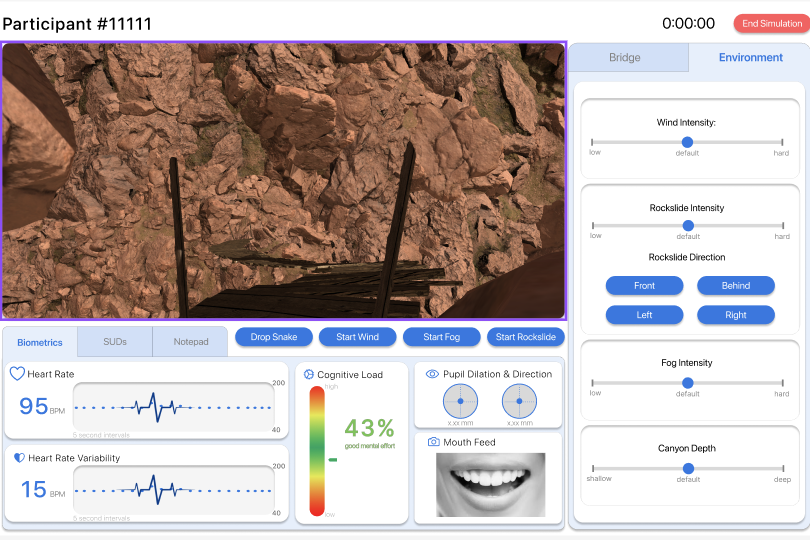 Participant #11111
0:00:00
End Simulation
Bridge
Environment
Wind Intensity:
low
default
hard
Rockslide Intensity
low
default
hard
Rockslide Direction
Front
Behind
Left
Right
Fog Intensity
low
default
hard
Canyon Depth
shallow
default
deep
Biometrics
SUDs
Notepad
Drop Snake
Start Wind
Start Fog
Start Rockslide
Heart Rate
95 BPM
200
40
5 second intervals
Heart Rate Variability
15 BPM
200
40
5 second intervals
Cognitive Load
high
43%
good mental effort
low
Pupil Dilation & Direction
x.xx mm
x.xx mm
Mouth Feed